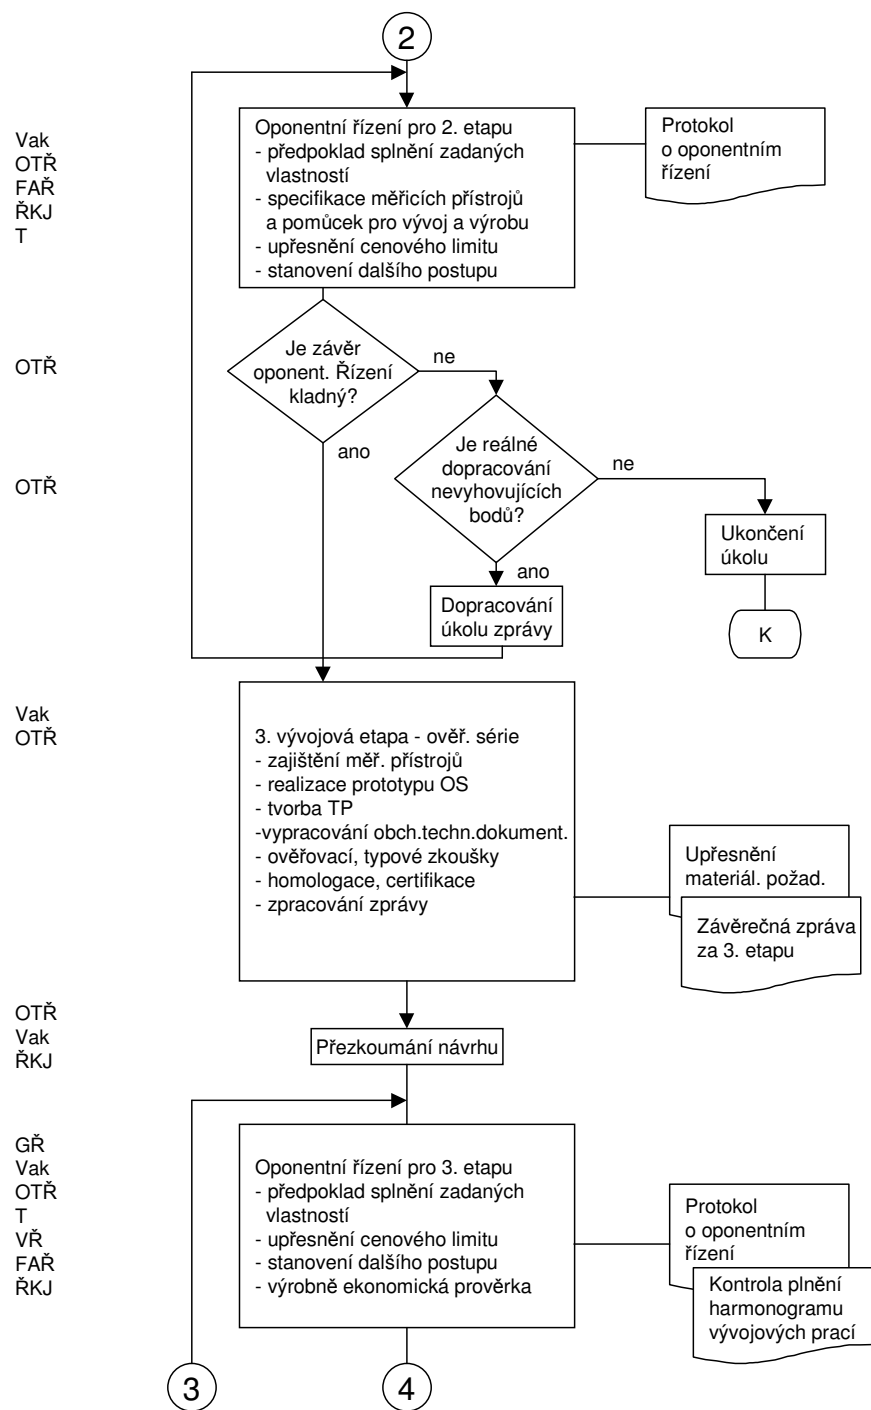 2
Vak
OTŘ
FAŘ
ŘKJ
T
Oponentní řízení pro 2. etapu
- předpoklad splnění zadaných
vlastností
- specifikace měřicích přístrojů
a pomůcek pro vývoj a výrobu
- upřesnění cenového limitu
- stanovení dalšího postupu
Protokol
o oponentním
řízení
OTŘ
Je závěr
oponent. Řízení
kladný?
ne
ano
OTŘ
Je reálné
dopracování
nevyhovujících
bodů?
ne
ano
Ukončení
úkolu
Dopracování
úkolu zprávy
K
Vak
OTŘ
3. vývojová etapa - ověř. série
- zajištění měř. přístrojů
- realizace prototypu OS
- tvorba TP
-vypracování obch.techn.dokument.
- ověřovací, typové zkoušky
- homologace, certifikace
- zpracování zprávy
Upřesnění
materiál. požad.
Závěrečná zpráva
za 3. etapu
OTŘ
Vak
ŘKJ
Přezkoumání návrhu
GŘ
Vak
OTŘ
T
VŘ
FAŘ
ŘKJ
Oponentní řízení pro 3. etapu
- předpoklad splnění zadaných
vlastností
- upřesnění cenového limitu
- stanovení dalšího postupu
- výrobně ekonomická prověrka
Protokol
o oponentním
řízení
Kontrola plnění
harmonogramu
vývojových prací
3
4